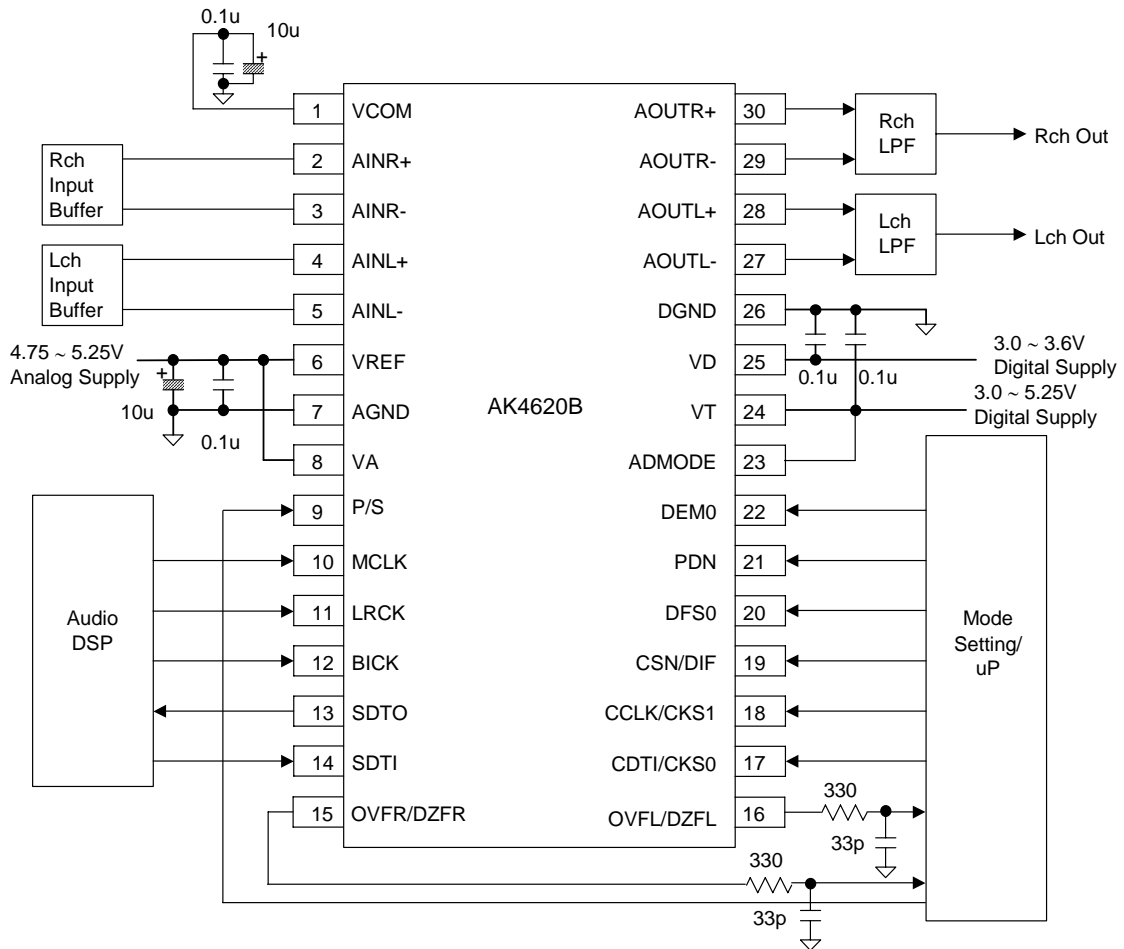 0.1u
10u
+
1 VCOM
AOUTR+ 30
Rch
LPF
Rch Out
Rch
Input
Buffer
2 AINR+
AOUTR- 29
3 AINR-
AOUTL+ 28
Lch
LPF
Lch Out
Lch
Input
Buffer
4 AINL+
AOUTL- 27
5 AINL-
DGND 26
4.75 ~ 5.25V
Analog Supply
+
10u
0.1u
6 VREF
VD 25
0.1u
0.1u
3.0 ~ 3.6V
Digital Supply
7 AGND
AK4620B
VT 24
3.0 ~ 5.25V
Digital Supply
8 VA
ADMODE 23
9 P/S
DEM0 22
Audio
DSP
10 MCLK
PDN 21
11 LRCK
DFS0 20
Mode
Setting/
uP
12 BICK
CSN/DIF 19
13 SDTO
CCLK/CKS1 18
14 SDTI
CDTI/CKS0 17
15 OVFR/DZFR
OVFL/DZFL 16
330
33p
330
33p